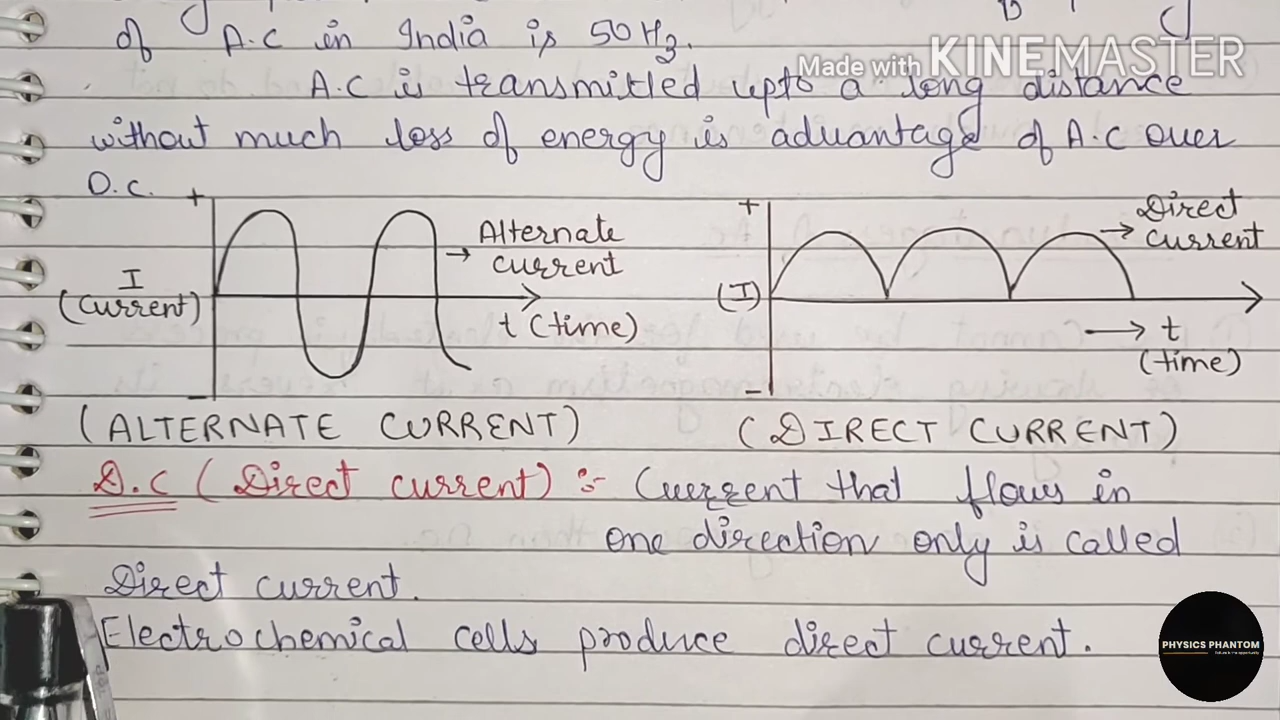 of A.C in India is 50Hz.
Made with KINEMASTER
A.C is transmitted upto a long distance
without much loss of energy is advantage of A.C over
D.C.
+
I
(Current)
-
→ Alternate
current
t (time)
(ALTERNATE CURRENT)
+
(I)
-
→ Direct
current
→ t
(time)
(DIRECT CURRENT)
D.C (Direct current) :- Current that flows in
one direction only is called
Direct current.
Electrochemical cells produce direct current.
PHYSICS PHANTOM